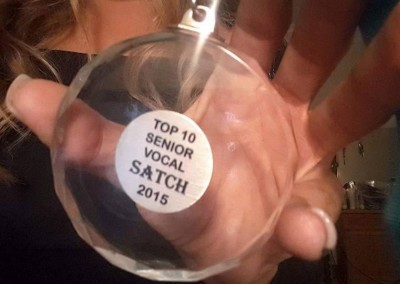 TOP 10
SENIOR
VOCAL
SATCH
2015